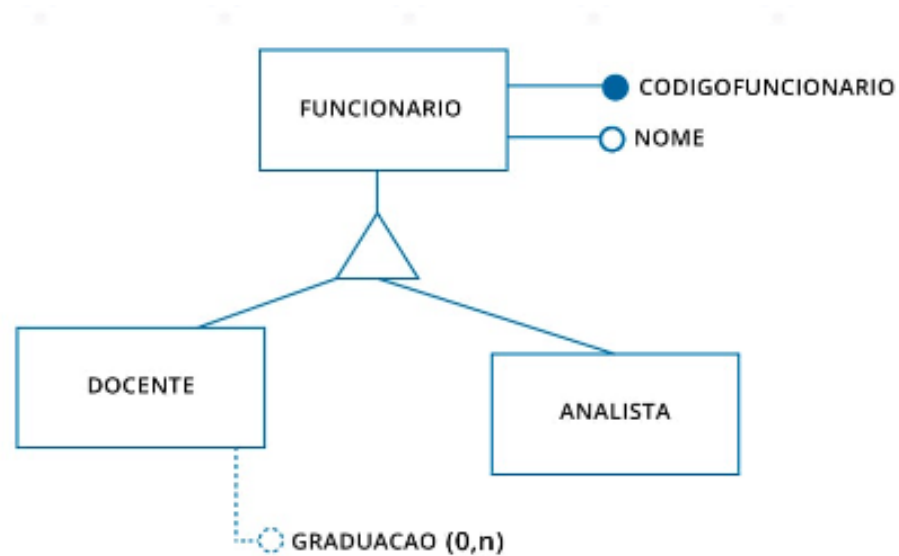 FUNCIONARIO
CODIGOFUNCIONARIO
NOME
DOCENTE
ANALISTA
GRADUACAO (0,n)